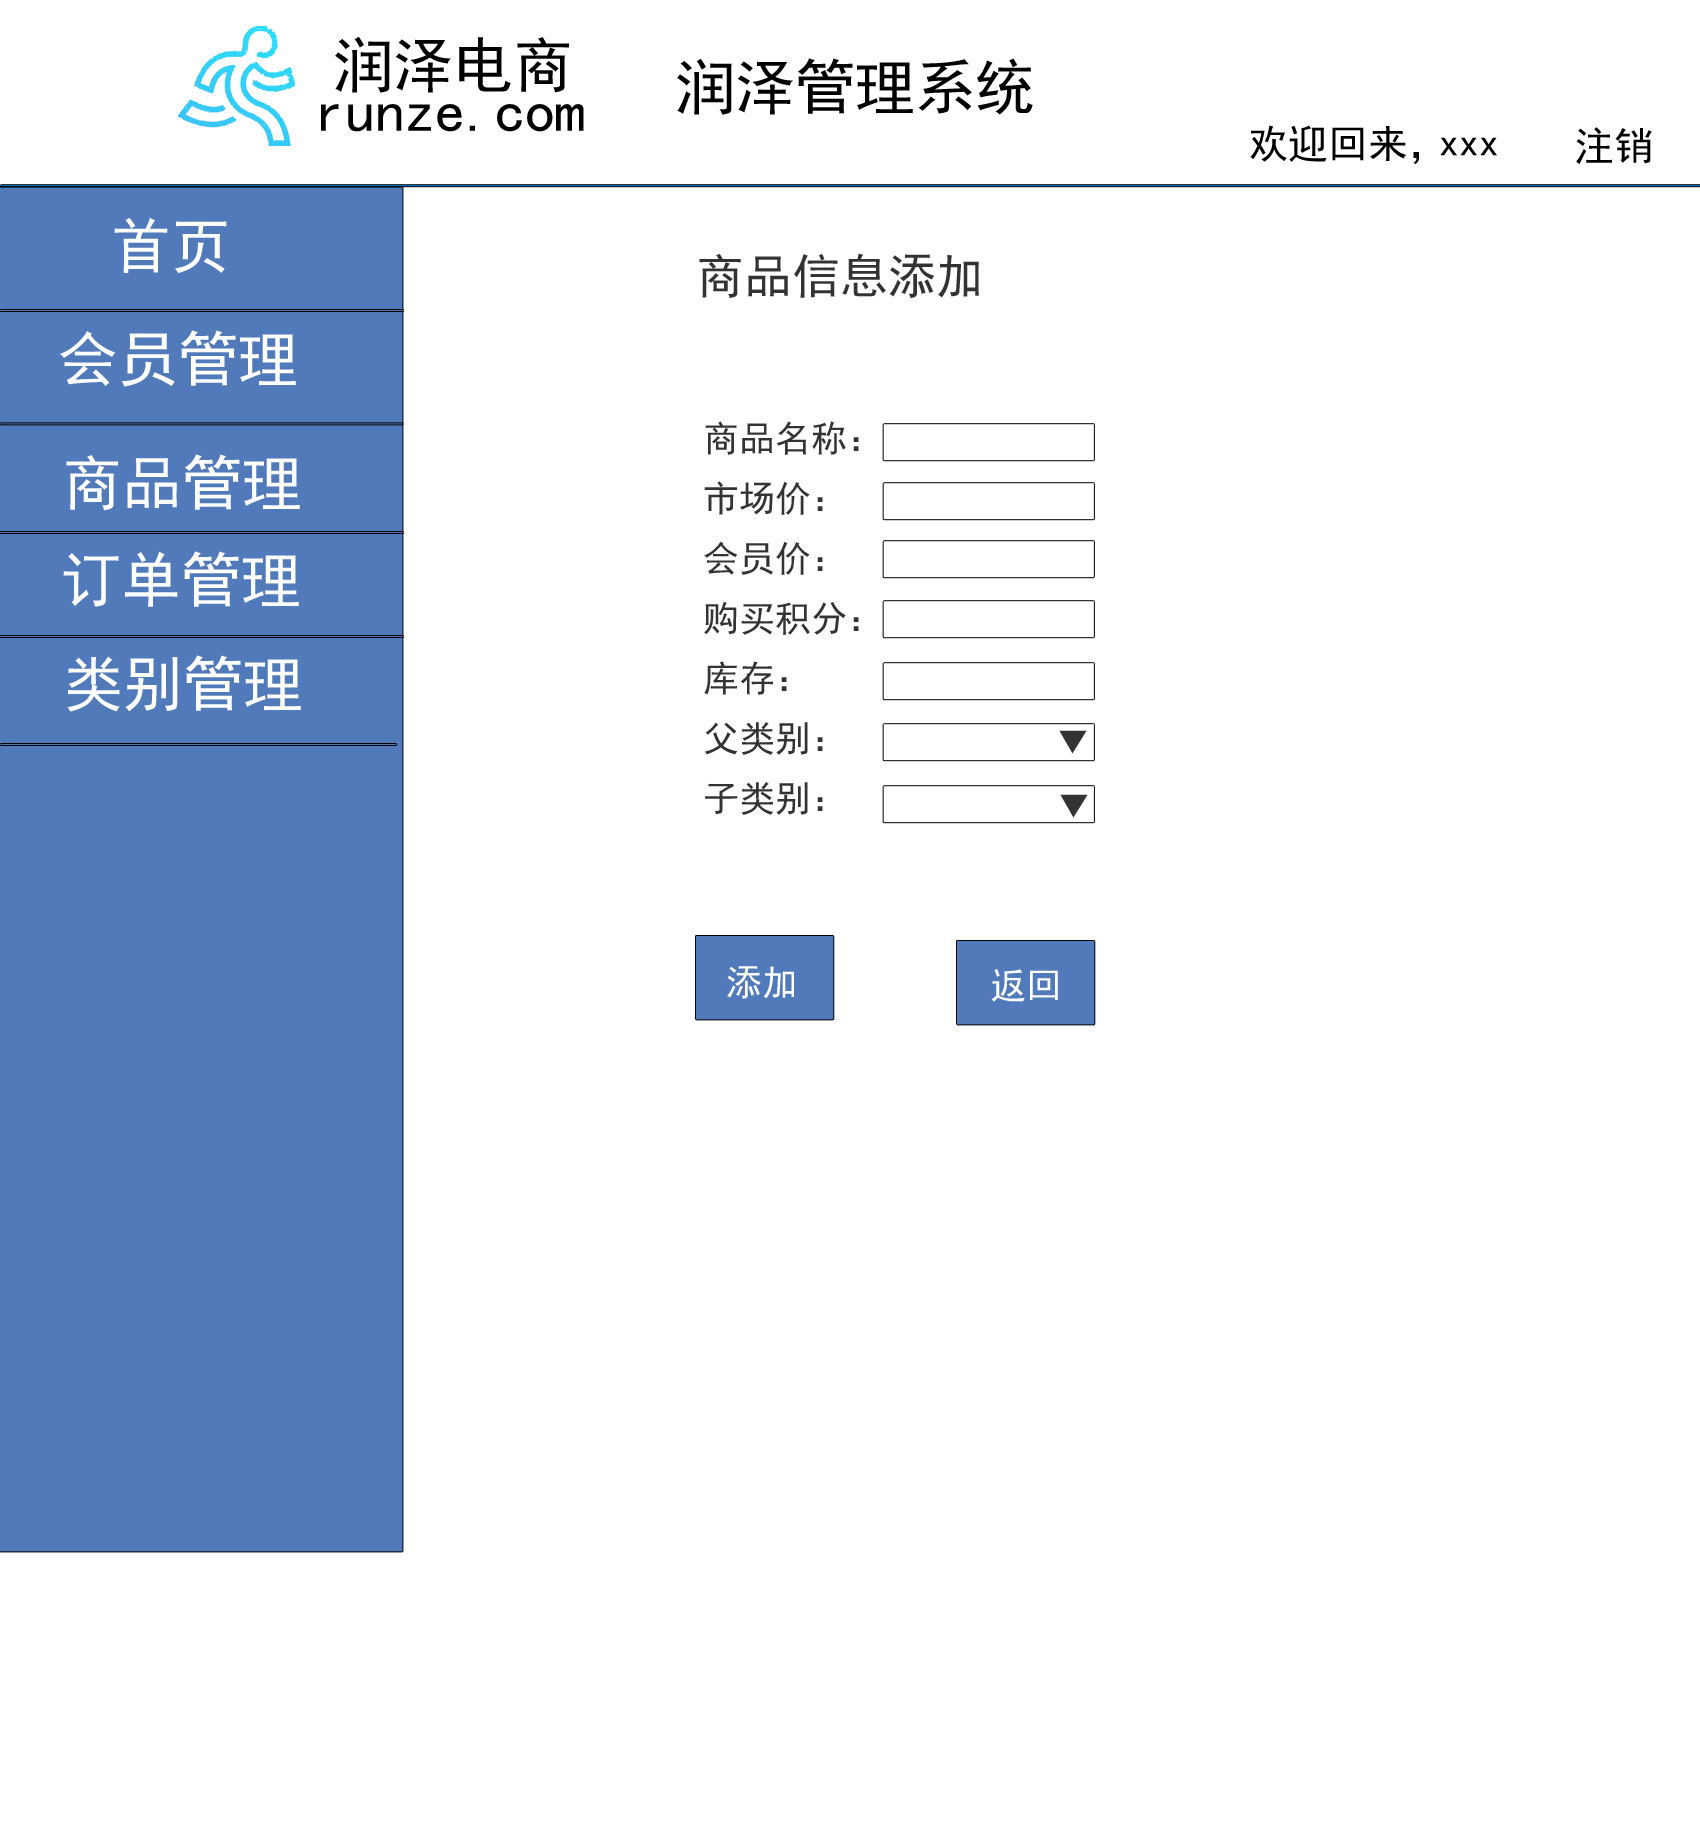 润泽电商
runze.com
润泽管理系统
欢迎回来，xxx
注销
首页
会员管理
商品管理
订单管理
类别管理
商品信息添加
商品名称：
市场价：
会员价：
购买积分：
库存：
父类别：
子类别：
添加
返回